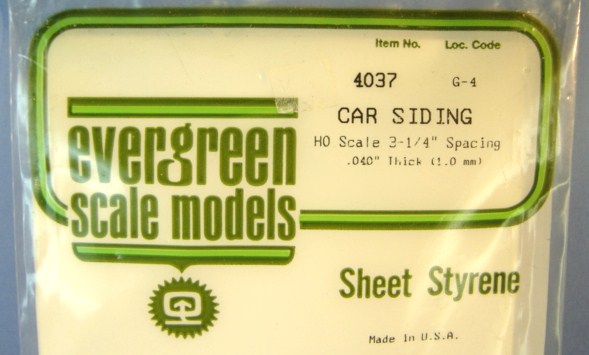 Item No. Loc. Code
4037 G-4
CAR SIDING
HO Scale 3-1/4" Spacing
.040" Thick (1.0 mm)
evergreen
scale models
Sheet Styrene
Made in U.S.A.